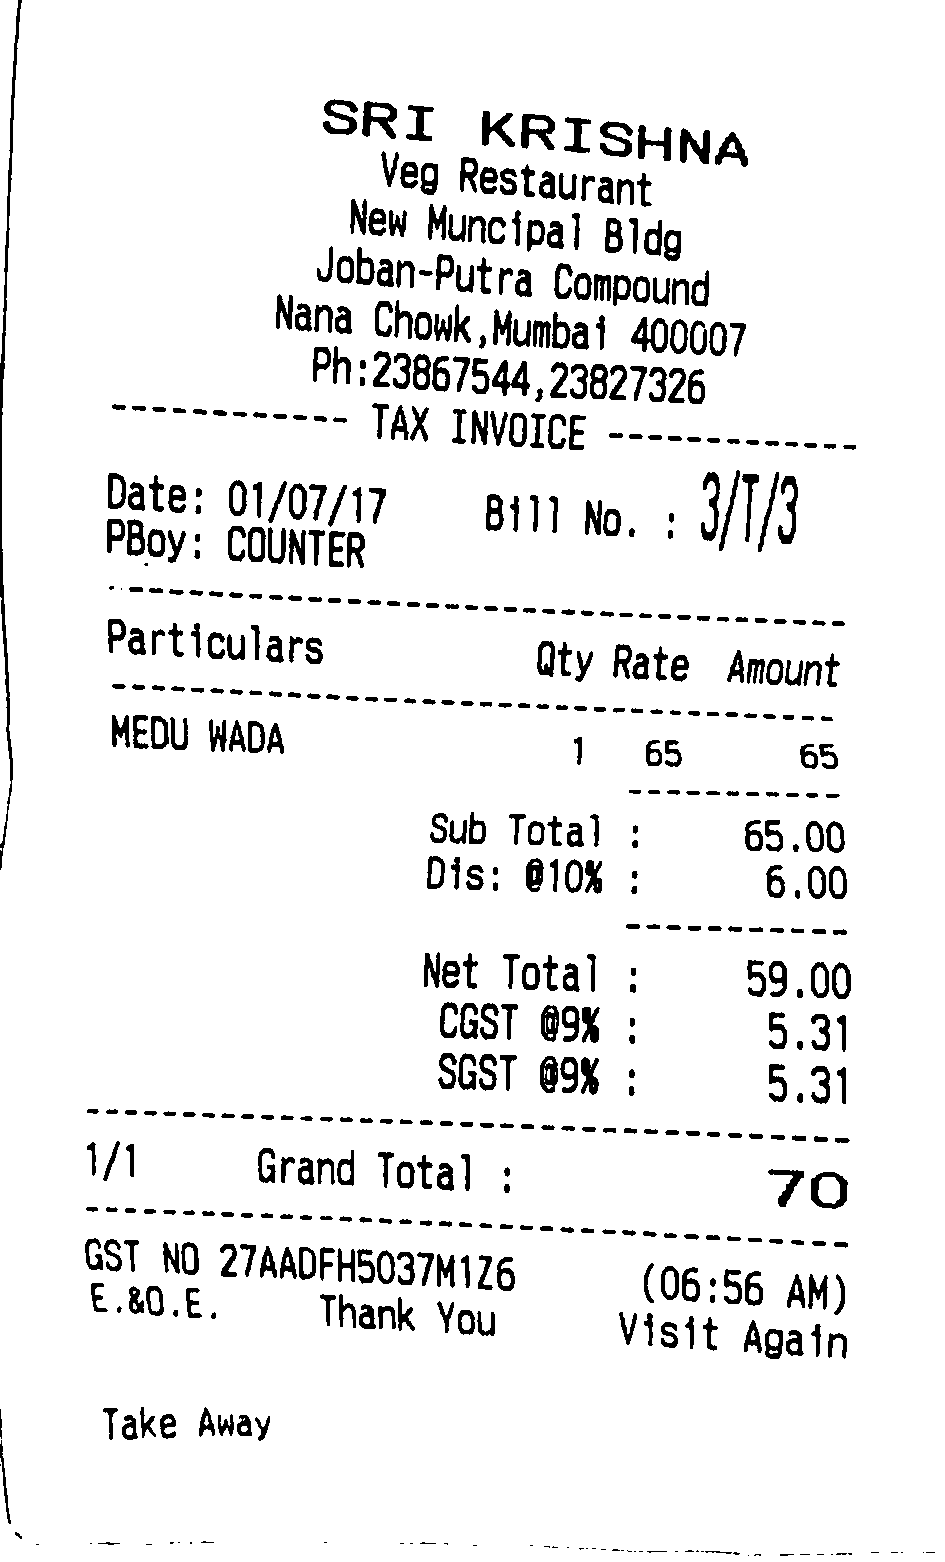 SRI KRISHNA
Veg Restaurant
New Muncipal Bldg
Joban-Putra Compound
Nana Chowk,Mumbai 400007
Ph:23867544,23827326
------------ TAX INVOICE -------------
Date: 01/07/17 Bill No. : 3/T/3
PBoy: COUNTER
Particulars Qty Rate Amount
MEDU WADA 1 65 65
Sub Total : 65.00
Dis: @10% : 6.00
Net Total : 59.00
CGST @9% : 5.31
SGST @9% : 5.31
1/1 Grand Total : 70
GST NO 27AADFH5037M1Z6 (06:56 AM)
E.&O.E. Thank You Visit Again
Take Away